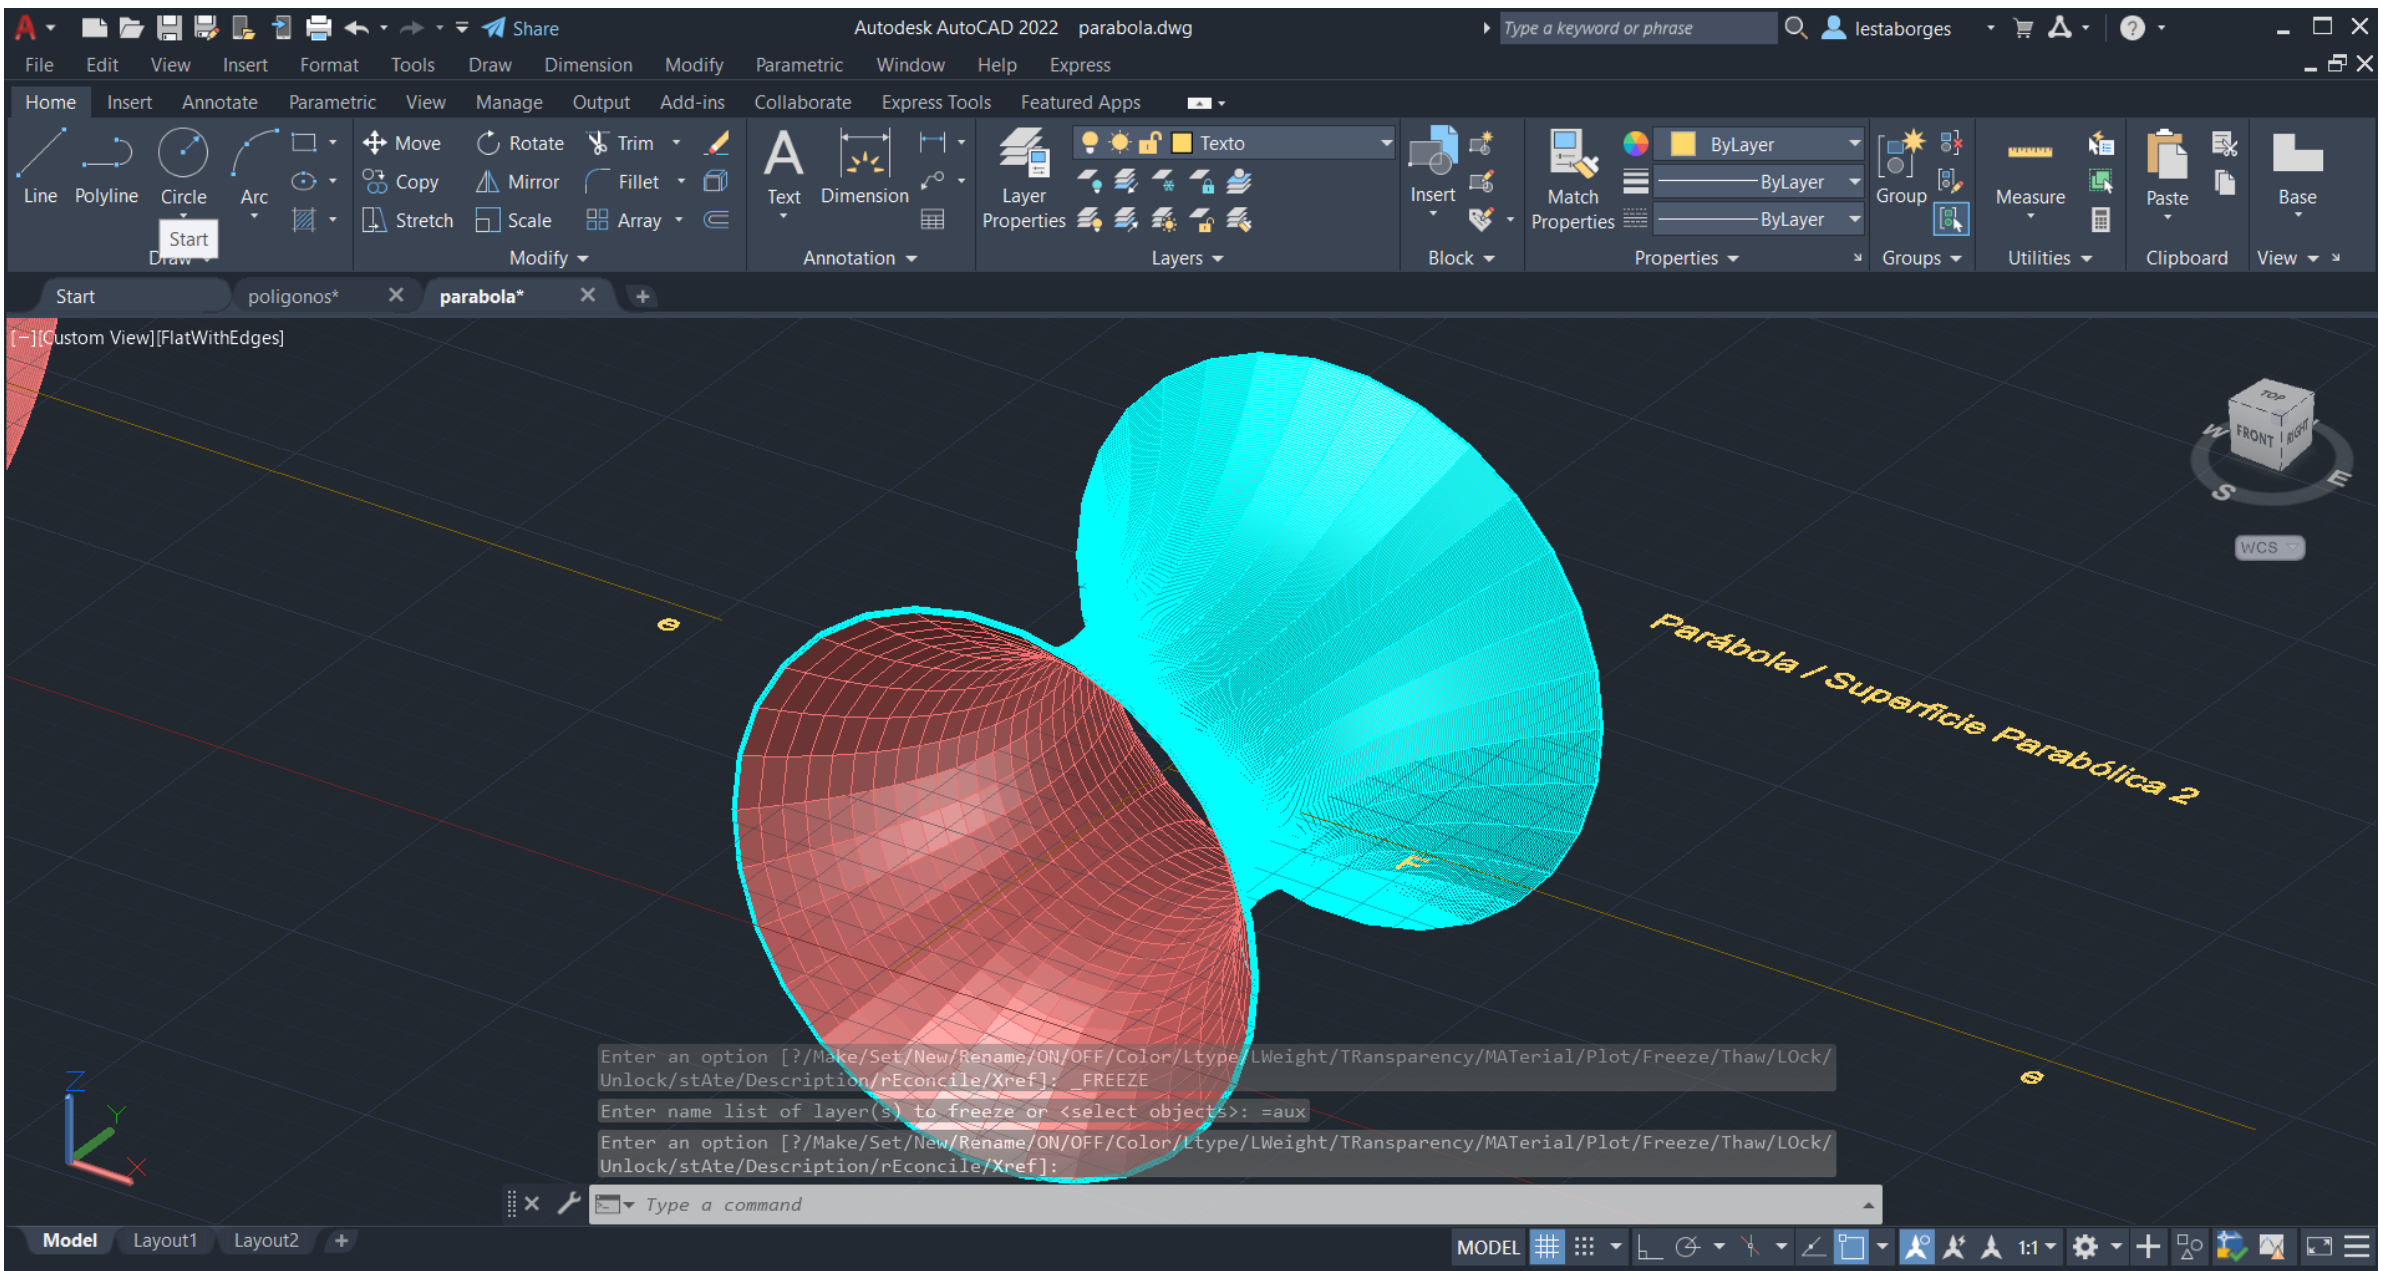 Share
Autodesk AutoCAD 2022 parabola.dwg
Type a keyword or phrase
lestaborges
File Edit View Insert Format Tools Draw Dimension Modify Parametric Window Help Express
Home Insert Annotate Parametric View Manage Output Add-ins Collaborate Express Tools Featured Apps
Line Polyline Circle Arc
Move Rotate Trim
Copy Mirror Fillet
Stretch Scale Array
Text Dimension
Layer Properties
Texto
Insert
Match Properties
ByLayer
ByLayer
ByLayer
Group
Measure
Paste
Base
Start
Draw Modify Annotation Layers Block Properties Groups Utilities Clipboard View
Start poligonos* parabola*
[−][Custom View][FlatWithEdges]
TOP
FRONT RIGHT
W
S
E
WCS
e
Parábola / Superfície Parabólica 2
F
e
Z
Y
X
Enter an option [?/Make/Set/New/Rename/ON/OFF/Color/Ltype/LWeight/TRansparency/MATerial/Plot/Freeze/Thaw/LOck/
Unlock/stAte/Description/rEconcile/Xref]: _FREEZE
Enter name list of layer(s) to freeze or <select objects>: =aux
Enter an option [?/Make/Set/New/Rename/ON/OFF/Color/Ltype/LWeight/TRansparency/MATerial/Plot/Freeze/Thaw/LOck/
Unlock/stAte/Description/rEconcile/Xref]:
Type a command
Model Layout1 Layout2
MODEL
1:1